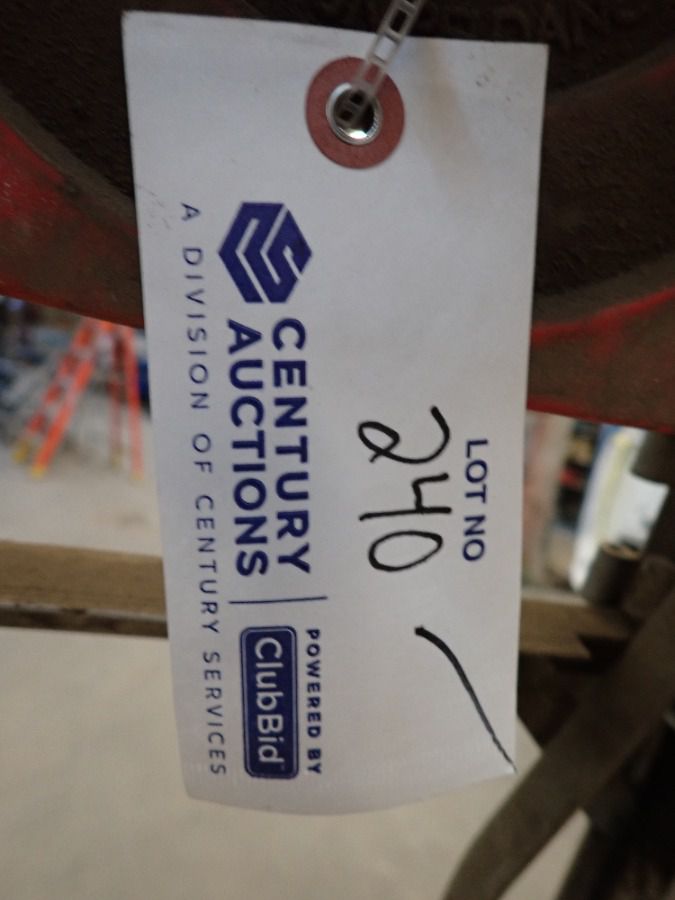 LOT NO
240
CENTURY
AUCTIONS
POWERED BY
ClubBid
A DIVISION OF CENTURY SERVICES